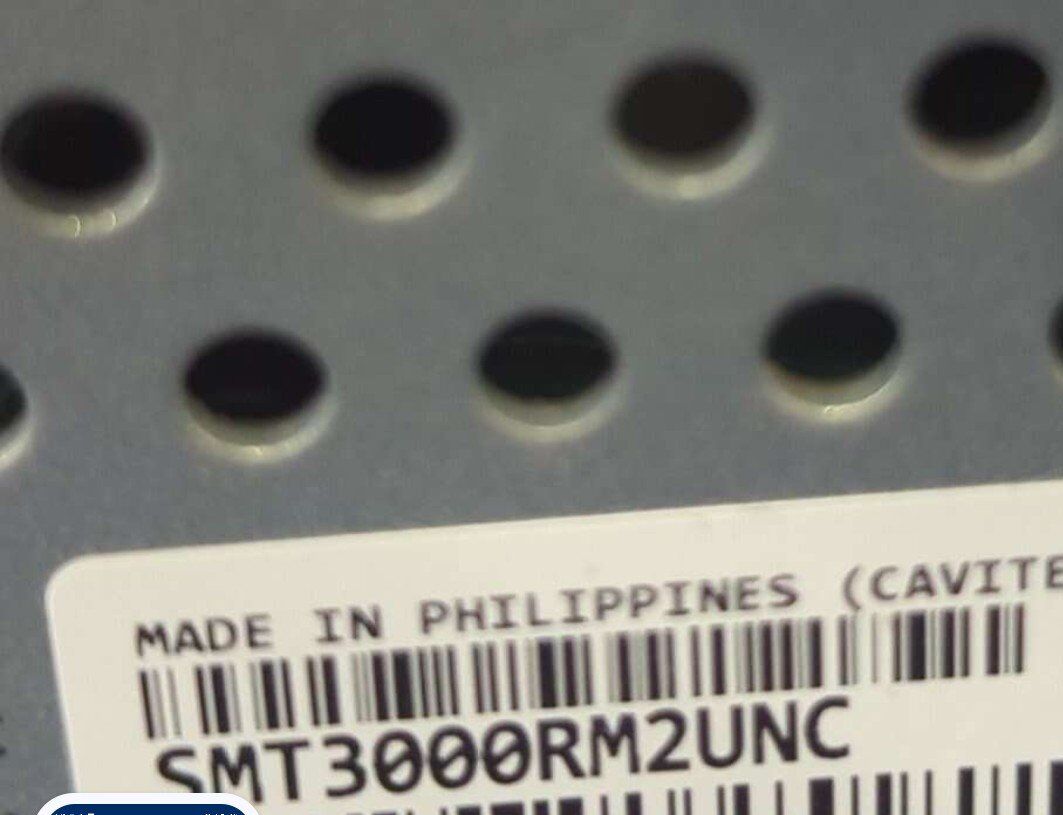 MADE IN PHILIPPINES (CAVITE
SMT3000RM2UNC